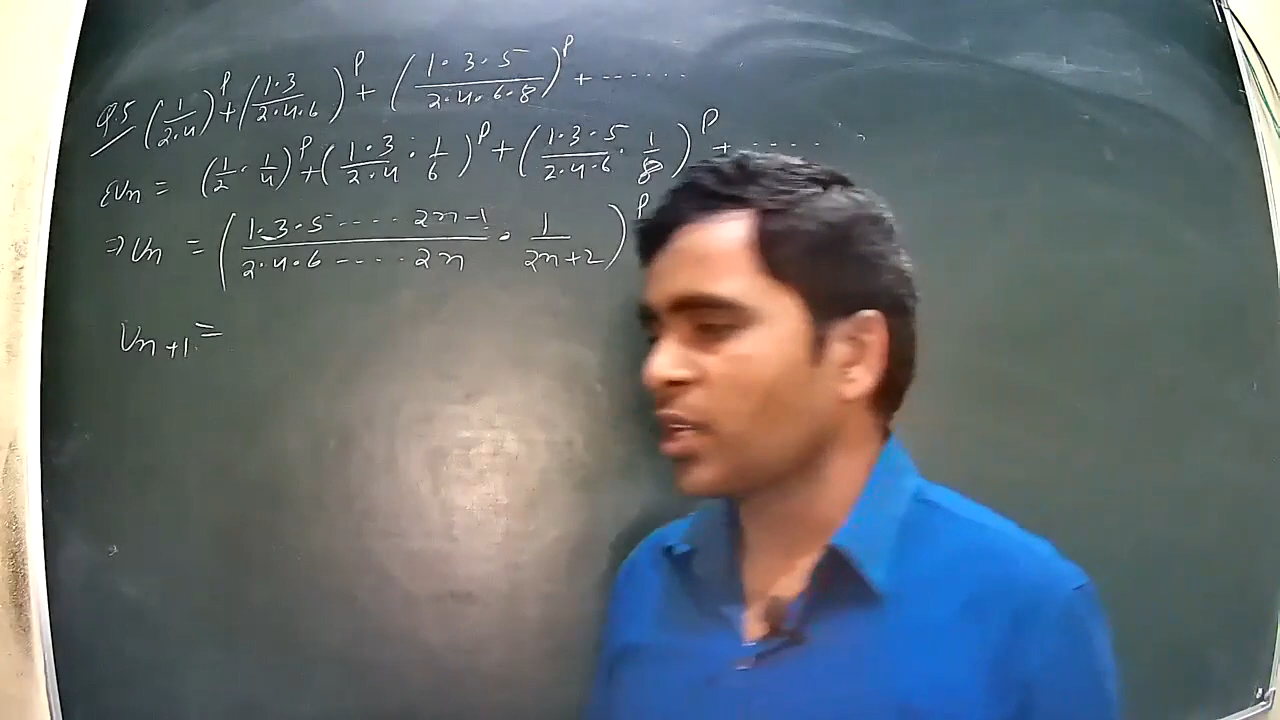 Q.5 (1/2·4)^P + (1·3/2·4·6)^P + (1·3·5/2·4·6·8)^P + ......
ΣUn = (1/2 · 1/4)^P + (1·3/2·4 · 1/6)^P + (1·3·5/2·4·6 · 1/8)^P + .....
⇒ Un = (1·3·5 .... 2n-1/2·4·6 .... 2n · 1/2n+2)^P
Un+1 =